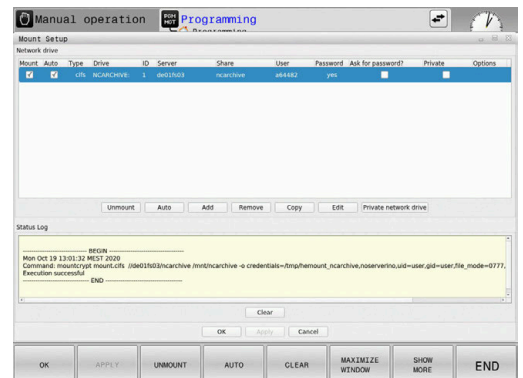 Manual operation
PGM
MGT
Programming
Programming
Mount Setup
Network drive
Mount Auto Type Drive ID Server Share User Password Ask for password? Private Options
cifs NCARCHIVE: 1 de01fs03 ncarchive a64482 yes
Unmount Auto Add Remove Copy Edit Private network drive
Status Log
---------------------------- BEGIN --------------------------------
Mon Oct 19 13:01:32 MEST 2020
Command: mountcrypt mount.cifs //de01fs03/ncarchive /mnt/ncarchive -o credentials=/tmp/hemount_ncarchive,noserverino,uid=user,gid=user,file_mode=0777,
Execution successful
---------------------------- END ---------------------------------
Clear
OK Apply Cancel
OK APPLY UNMOUNT AUTO CLEAR MAXIMIZE WINDOW SHOW MORE END